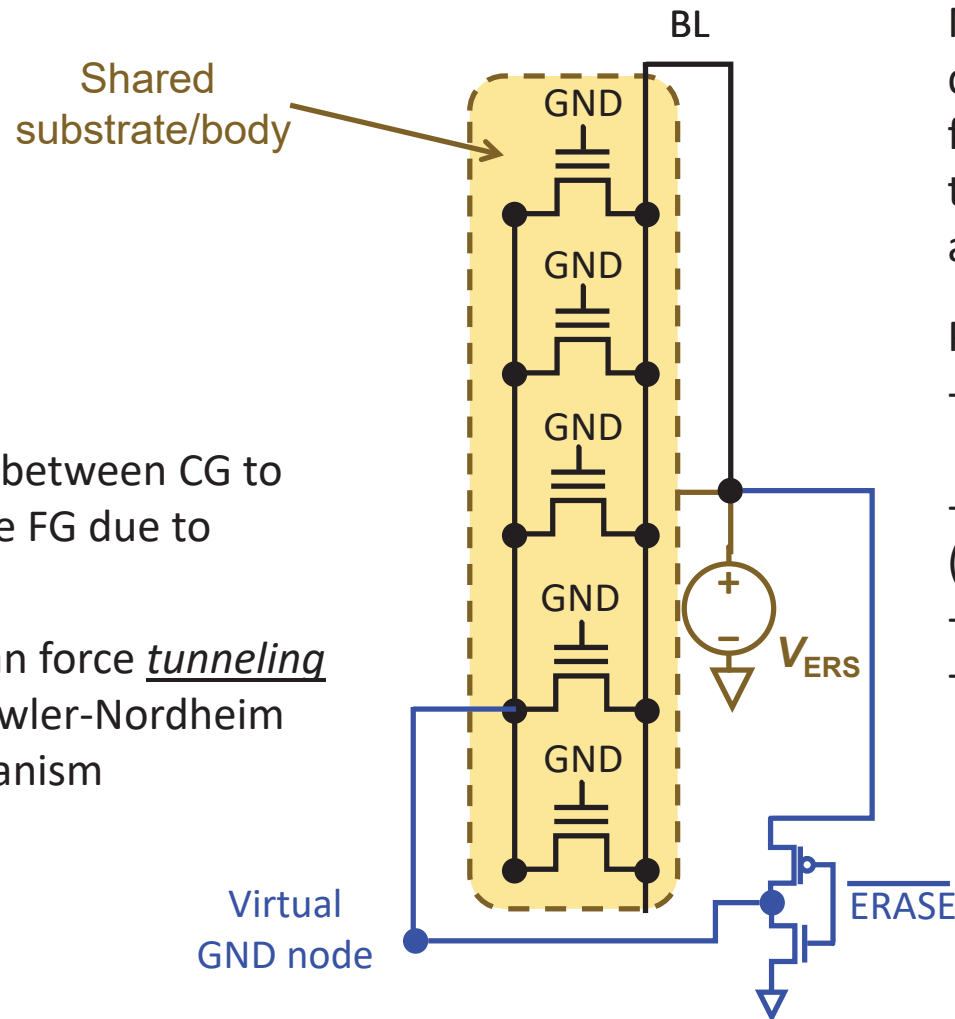 BL
Shared
substrate/body
GND
GND
GND
between CG to
e FG due to
GND
+
−
V_ERS
n force tunneling
wler-Nordheim
anism
GND
Virtual
GND node
ERASE